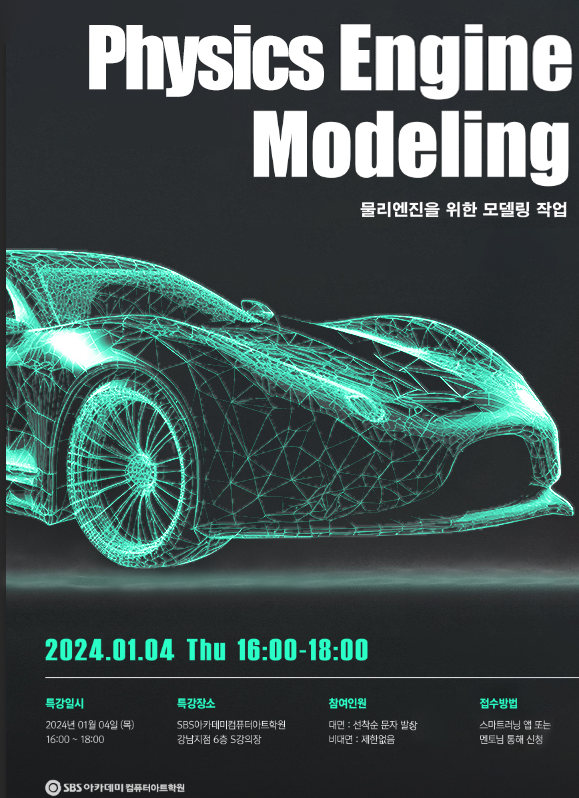 Physics Engine
Modeling
물리엔진을 위한 모델링 작업
2024.01.04 Thu 16:00-18:00
특강일시
2024년 01월 04일 (목)
16:00 ~ 18:00
특강장소
SBS아카데미컴퓨터아트학원
강남지점 6층 S강의장
참여인원
대면 : 선착순 문자 발송
비대면 : 제한없음
접수방법
스마트러닝 앱 또는
멘토님 통해 신청
SBS 아카데미 컴퓨터아트학원